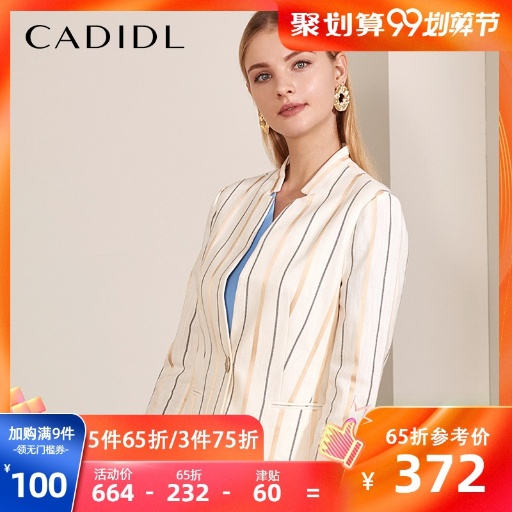 CADIDL
聚划算99划算节
加购满9件
-领无门槛券-
¥100
5件65折/3件75折
活动价 65折 津贴
664 - 232 - 60 =
65折参考价
¥372